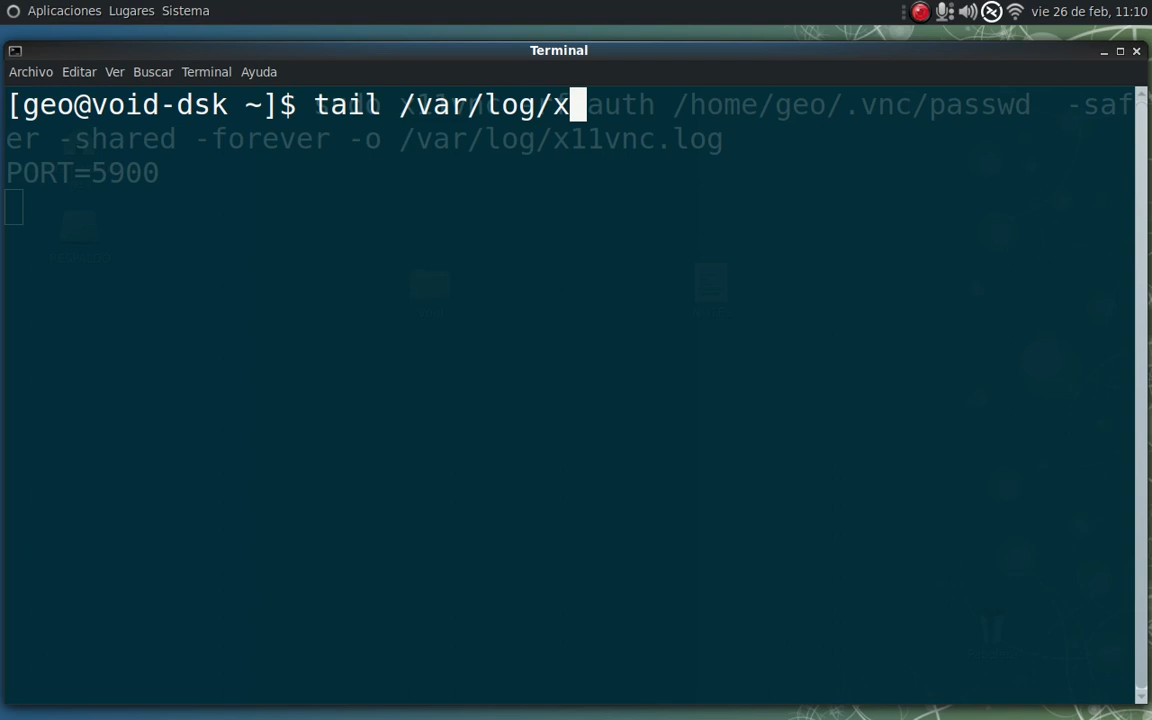 Aplicaciones Lugares Sistema
vie 26 de feb, 11:10
Terminal
Archivo Editar Ver Buscar Terminal Ayuda
[geo@void-dsk ~]$ tail /var/log/x
auth /home/geo/.vnc/passwd -saf
er -shared -forever -o /var/log/x11vnc.log
PORT=5900